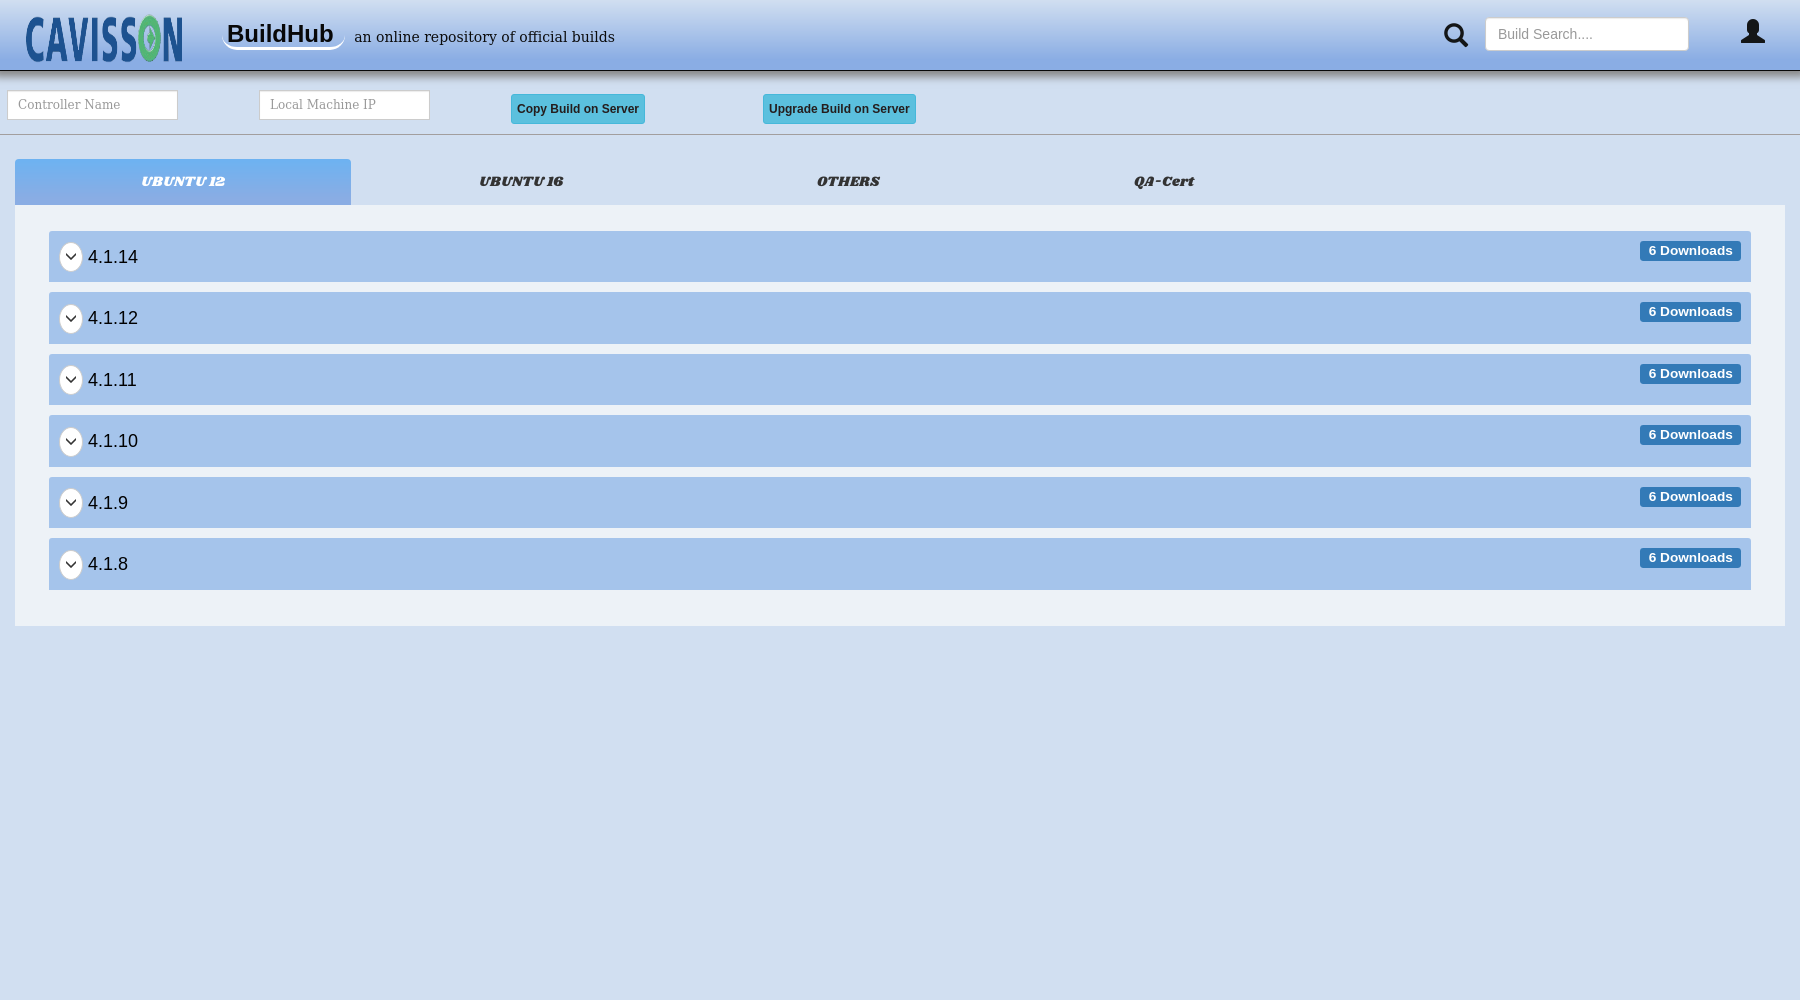 CAVISSON
BuildHub an online repository of official builds
Build Search....
Controller Name
Local Machine IP
Copy Build on Server
Upgrade Build on Server
UBUNTU 12
UBUNTU 16
OTHERS
QA-Cert
4.1.14
6 Downloads
4.1.12
6 Downloads
4.1.11
6 Downloads
4.1.10
6 Downloads
4.1.9
6 Downloads
4.1.8
6 Downloads